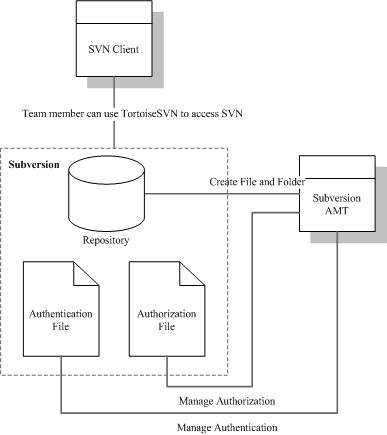 SVN Client
Team member can use TortoiseSVN to access SVN
Subversion
Create File and Folder
Subversion
AMT
Repository
Authentication
File
Authorization
File
Manage Authorization
Manage Authentication